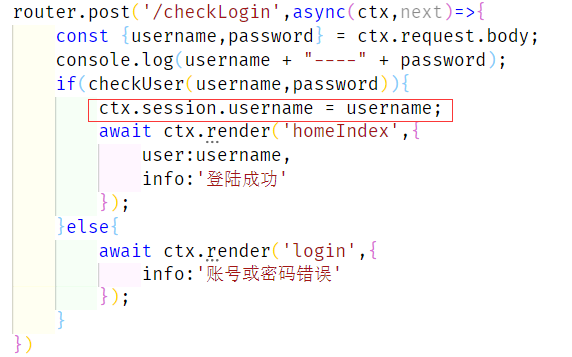 router.post('/checkLogin',async(ctx,next)=>{
    const {username,password} = ctx.request.body;
    console.log(username + "----" + password);
    if(checkUser(username,password)){
        ctx.session.username = username;
        await ctx.render('homeIndex',{
            user:username,
            info:'登陆成功'
        });
    }else{
        await ctx.render('login',{
            info:'账号或密码错误'
        });
    }
})